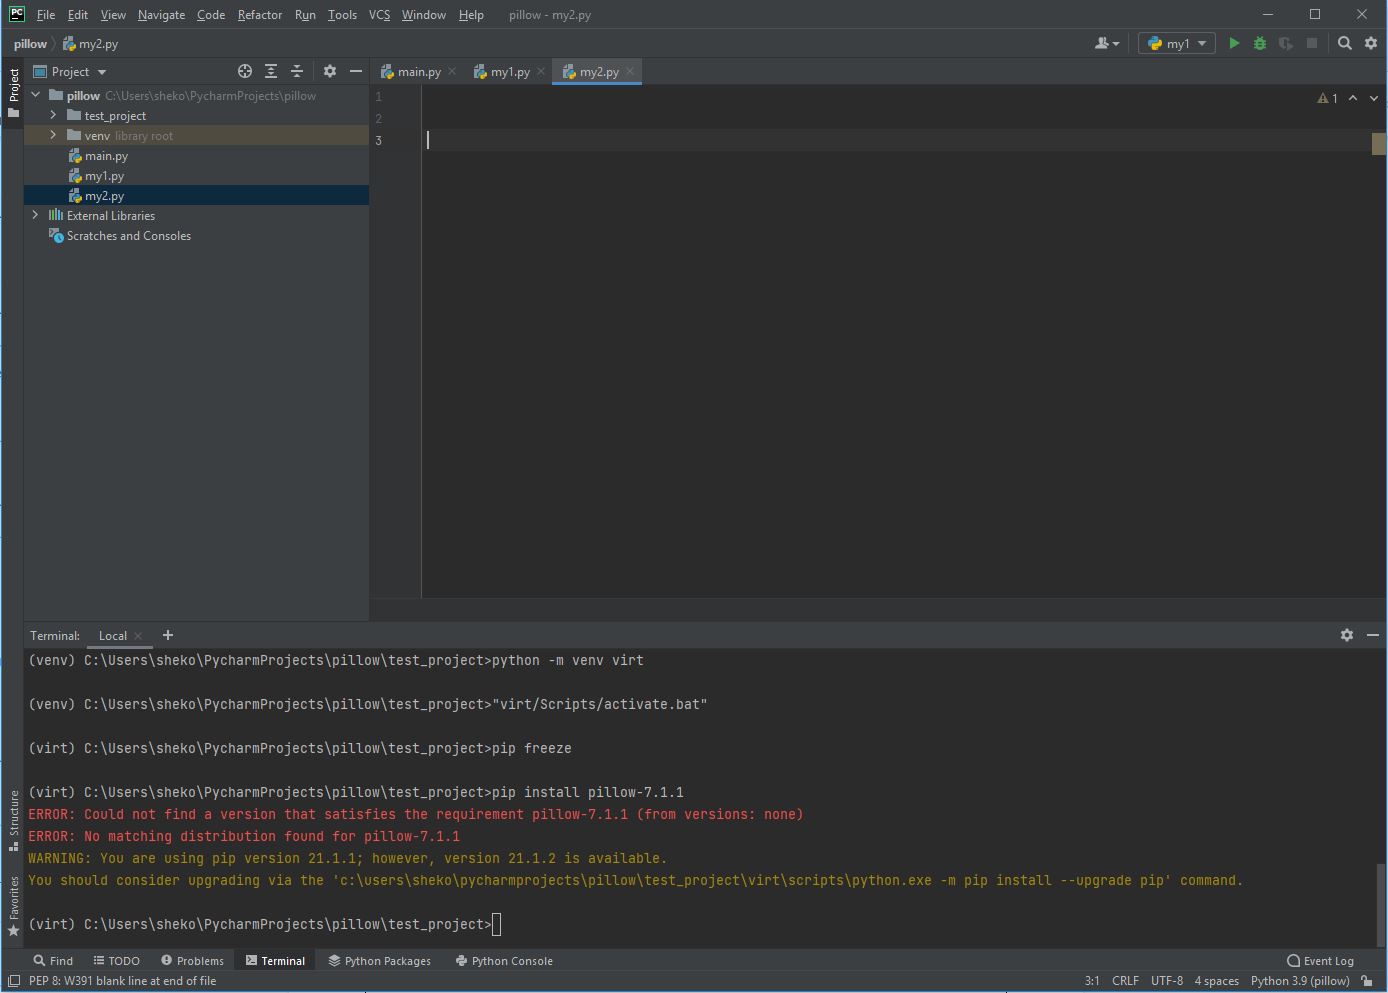 PC File Edit View Navigate Code Refactor Run Tools VCS Window Help pillow - my2.py
pillow my2.py my1
Project main.py my1.py my2.py
Project
pillow C:\Users\sheko\PycharmProjects\pillow
test_project
venv library root
main.py
my1.py
my2.py
External Libraries
Scratches and Consoles
1
2
3
1
Terminal: Local
(venv) C:\Users\sheko\PycharmProjects\pillow\test_project>python -m venv virt
(venv) C:\Users\sheko\PycharmProjects\pillow\test_project>"virt/Scripts/activate.bat"
(virt) C:\Users\sheko\PycharmProjects\pillow\test_project>pip freeze
(virt) C:\Users\sheko\PycharmProjects\pillow\test_project>pip install pillow-7.1.1
ERROR: Could not find a version that satisfies the requirement pillow-7.1.1 (from versions: none)
ERROR: No matching distribution found for pillow-7.1.1
WARNING: You are using pip version 21.1.1; however, version 21.1.2 is available.
You should consider upgrading via the 'c:\users\sheko\pycharmprojects\pillow\test_project\virt\scripts\python.exe -m pip install --upgrade pip' command.
(virt) C:\Users\sheko\PycharmProjects\pillow\test_project>
Structure
Favorites
Find TODO Problems Terminal Python Packages Python Console Event Log
PEP 8: W391 blank line at end of file 3:1 CRLF UTF-8 4 spaces Python 3.9 (pillow)